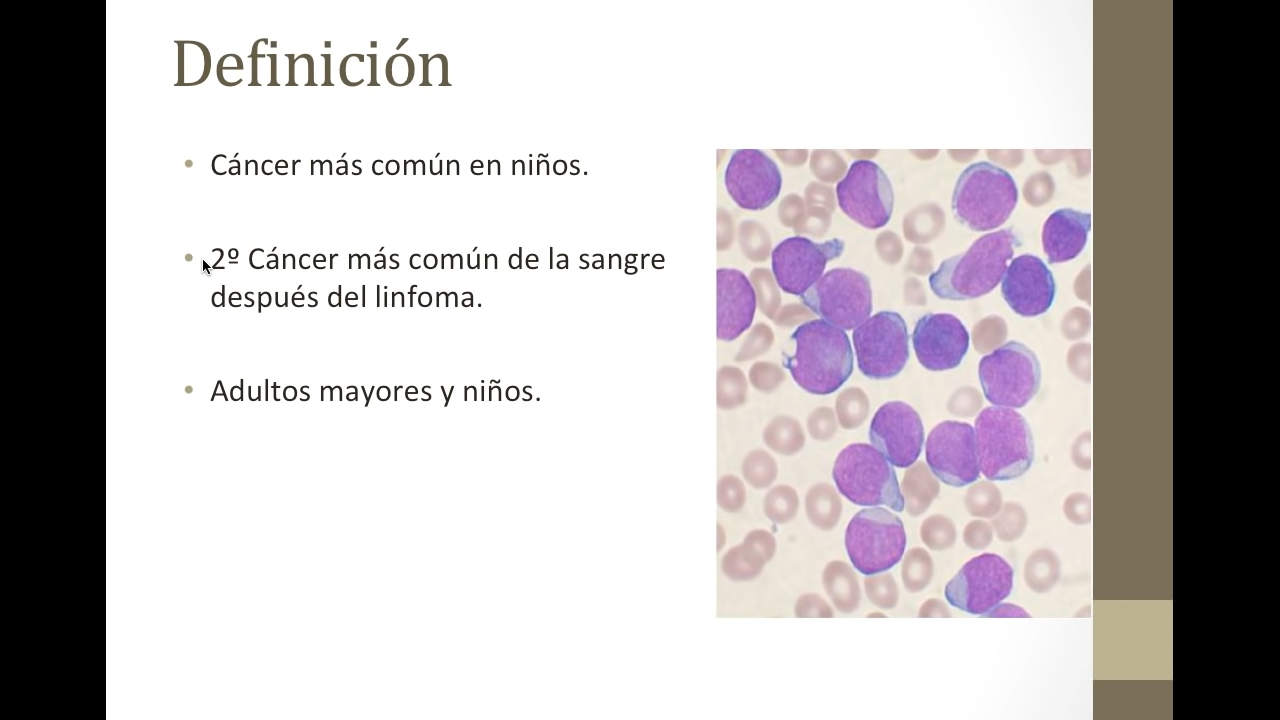 Definición
• Cáncer más común en niños.
• 2º Cáncer más común de la sangre
después del linfoma.
• Adultos mayores y niños.